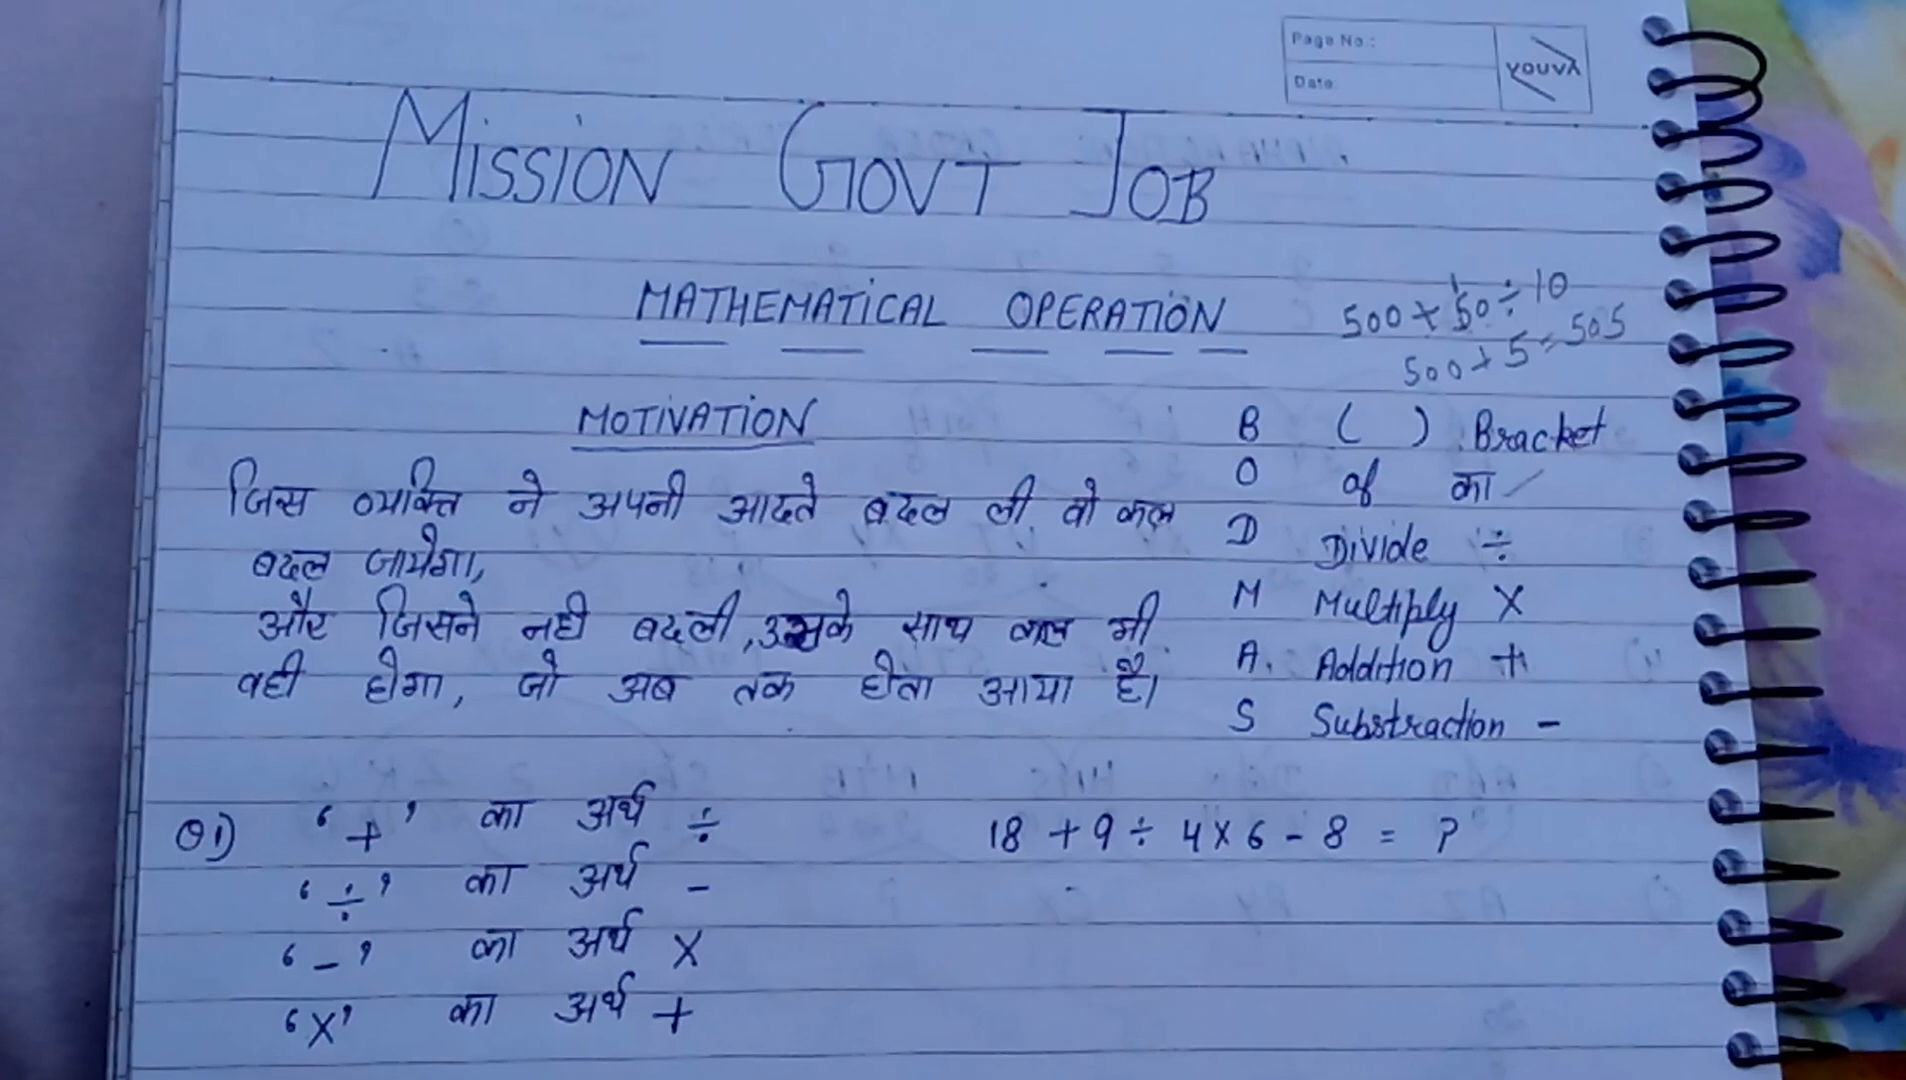 Page No.:
Date:
YOUVA
MISSION GOVT JOB
MATHEMATICAL OPERATION
500 + 50 ÷ 10
500 + 5 = 505
MOTIVATION
जिस व्यक्ति ने अपनी आदते बदल ली वो कल
बदल जायेगा,
और जिसने नही बदली, उसके साथ कल भी
वही होगा, जो अब तक होता आया है।
B ( ) Bracket
O of का
D Divide ÷
M Multiply X
A. Addition +
S Substraction -
Q1) ‘+’ का अर्थ ÷ 18 + 9 ÷ 4 X 6 - 8 = ?
‘÷’ का अर्थ -
‘-’ का अर्थ X
‘X’ का अर्थ +